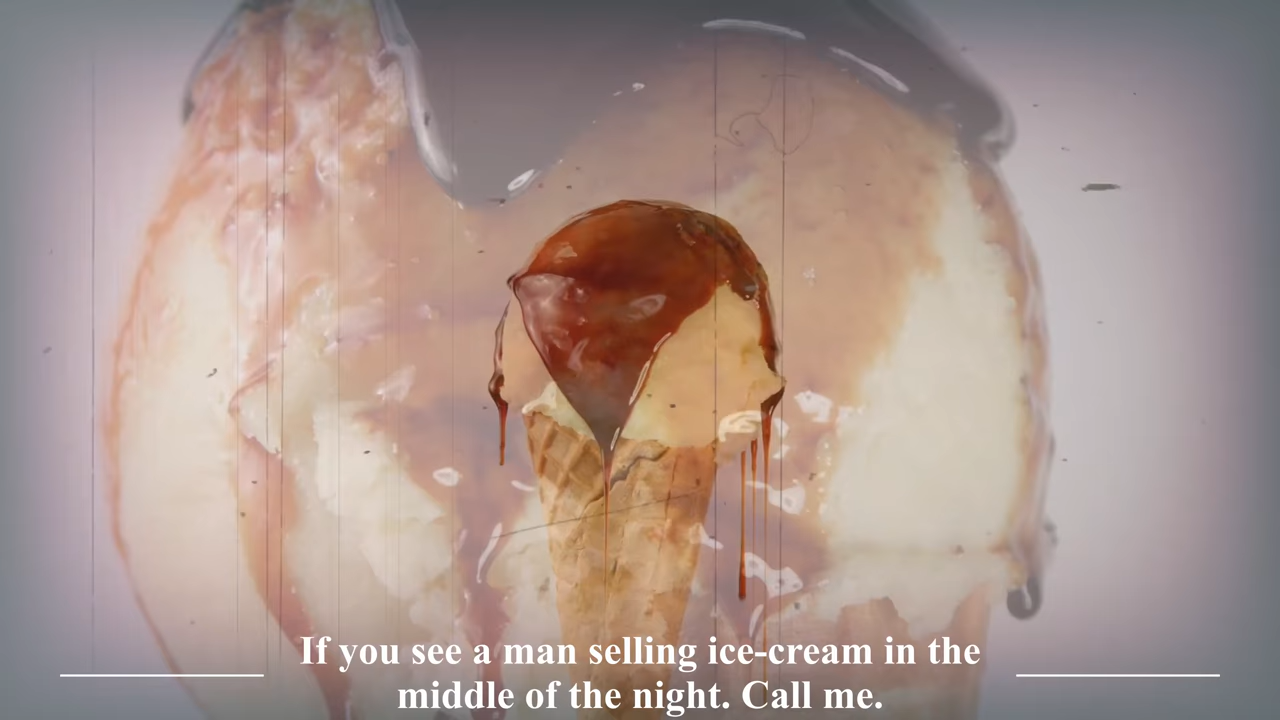 If you see a man selling ice-cream in the
middle of the night. Call me.